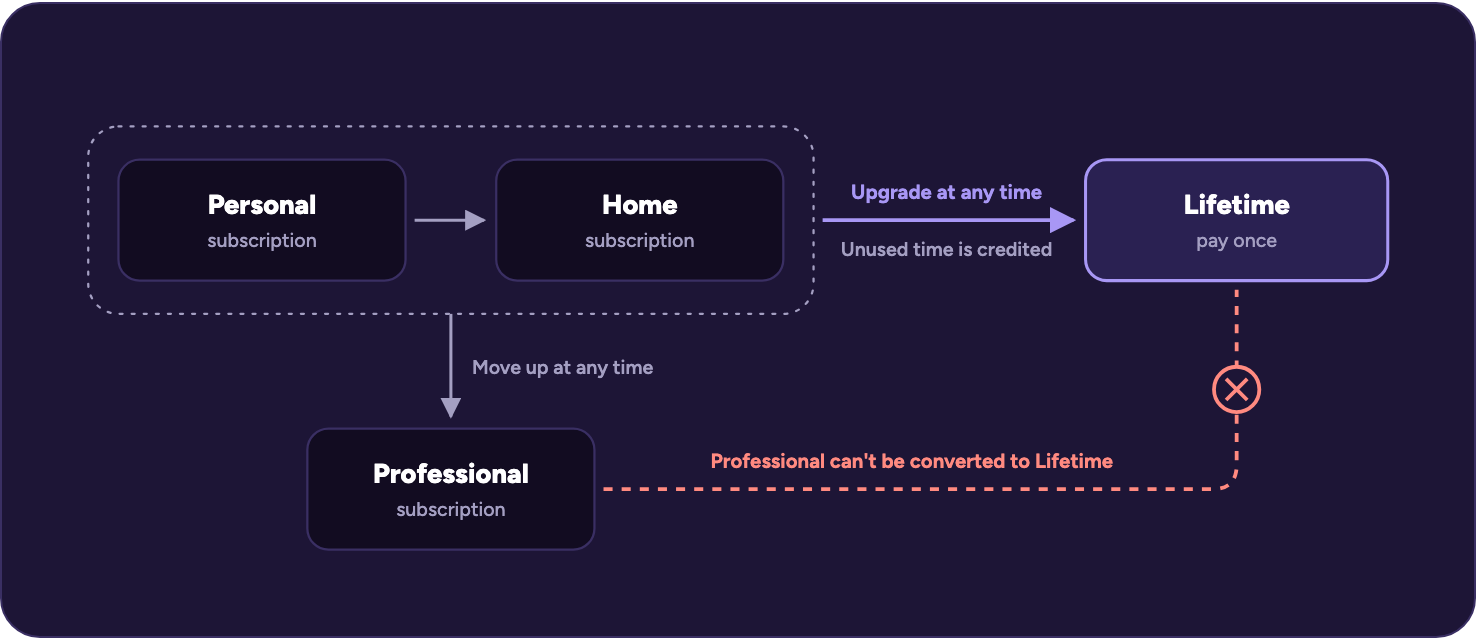 Personal
subscription
Home
subscription
Upgrade at any time
Unused time is credited
Lifetime
pay once
Move up at any time
Professional
subscription
Professional can't be converted to Lifetime